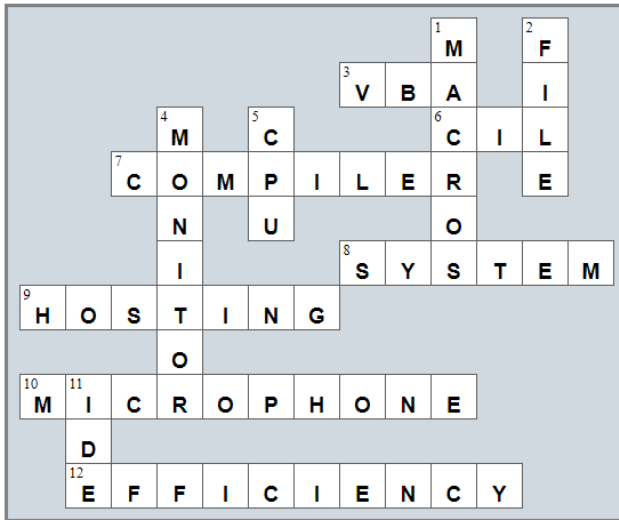 1 2
M F
3
V B A I
4 5 6
M C C I L
7
C O M P I L E R E
N U O
8
I S Y S T E M
9
H O S T I N G
O
10 11
M I C R O P H O N E
D
12
E F F I C I E N C Y